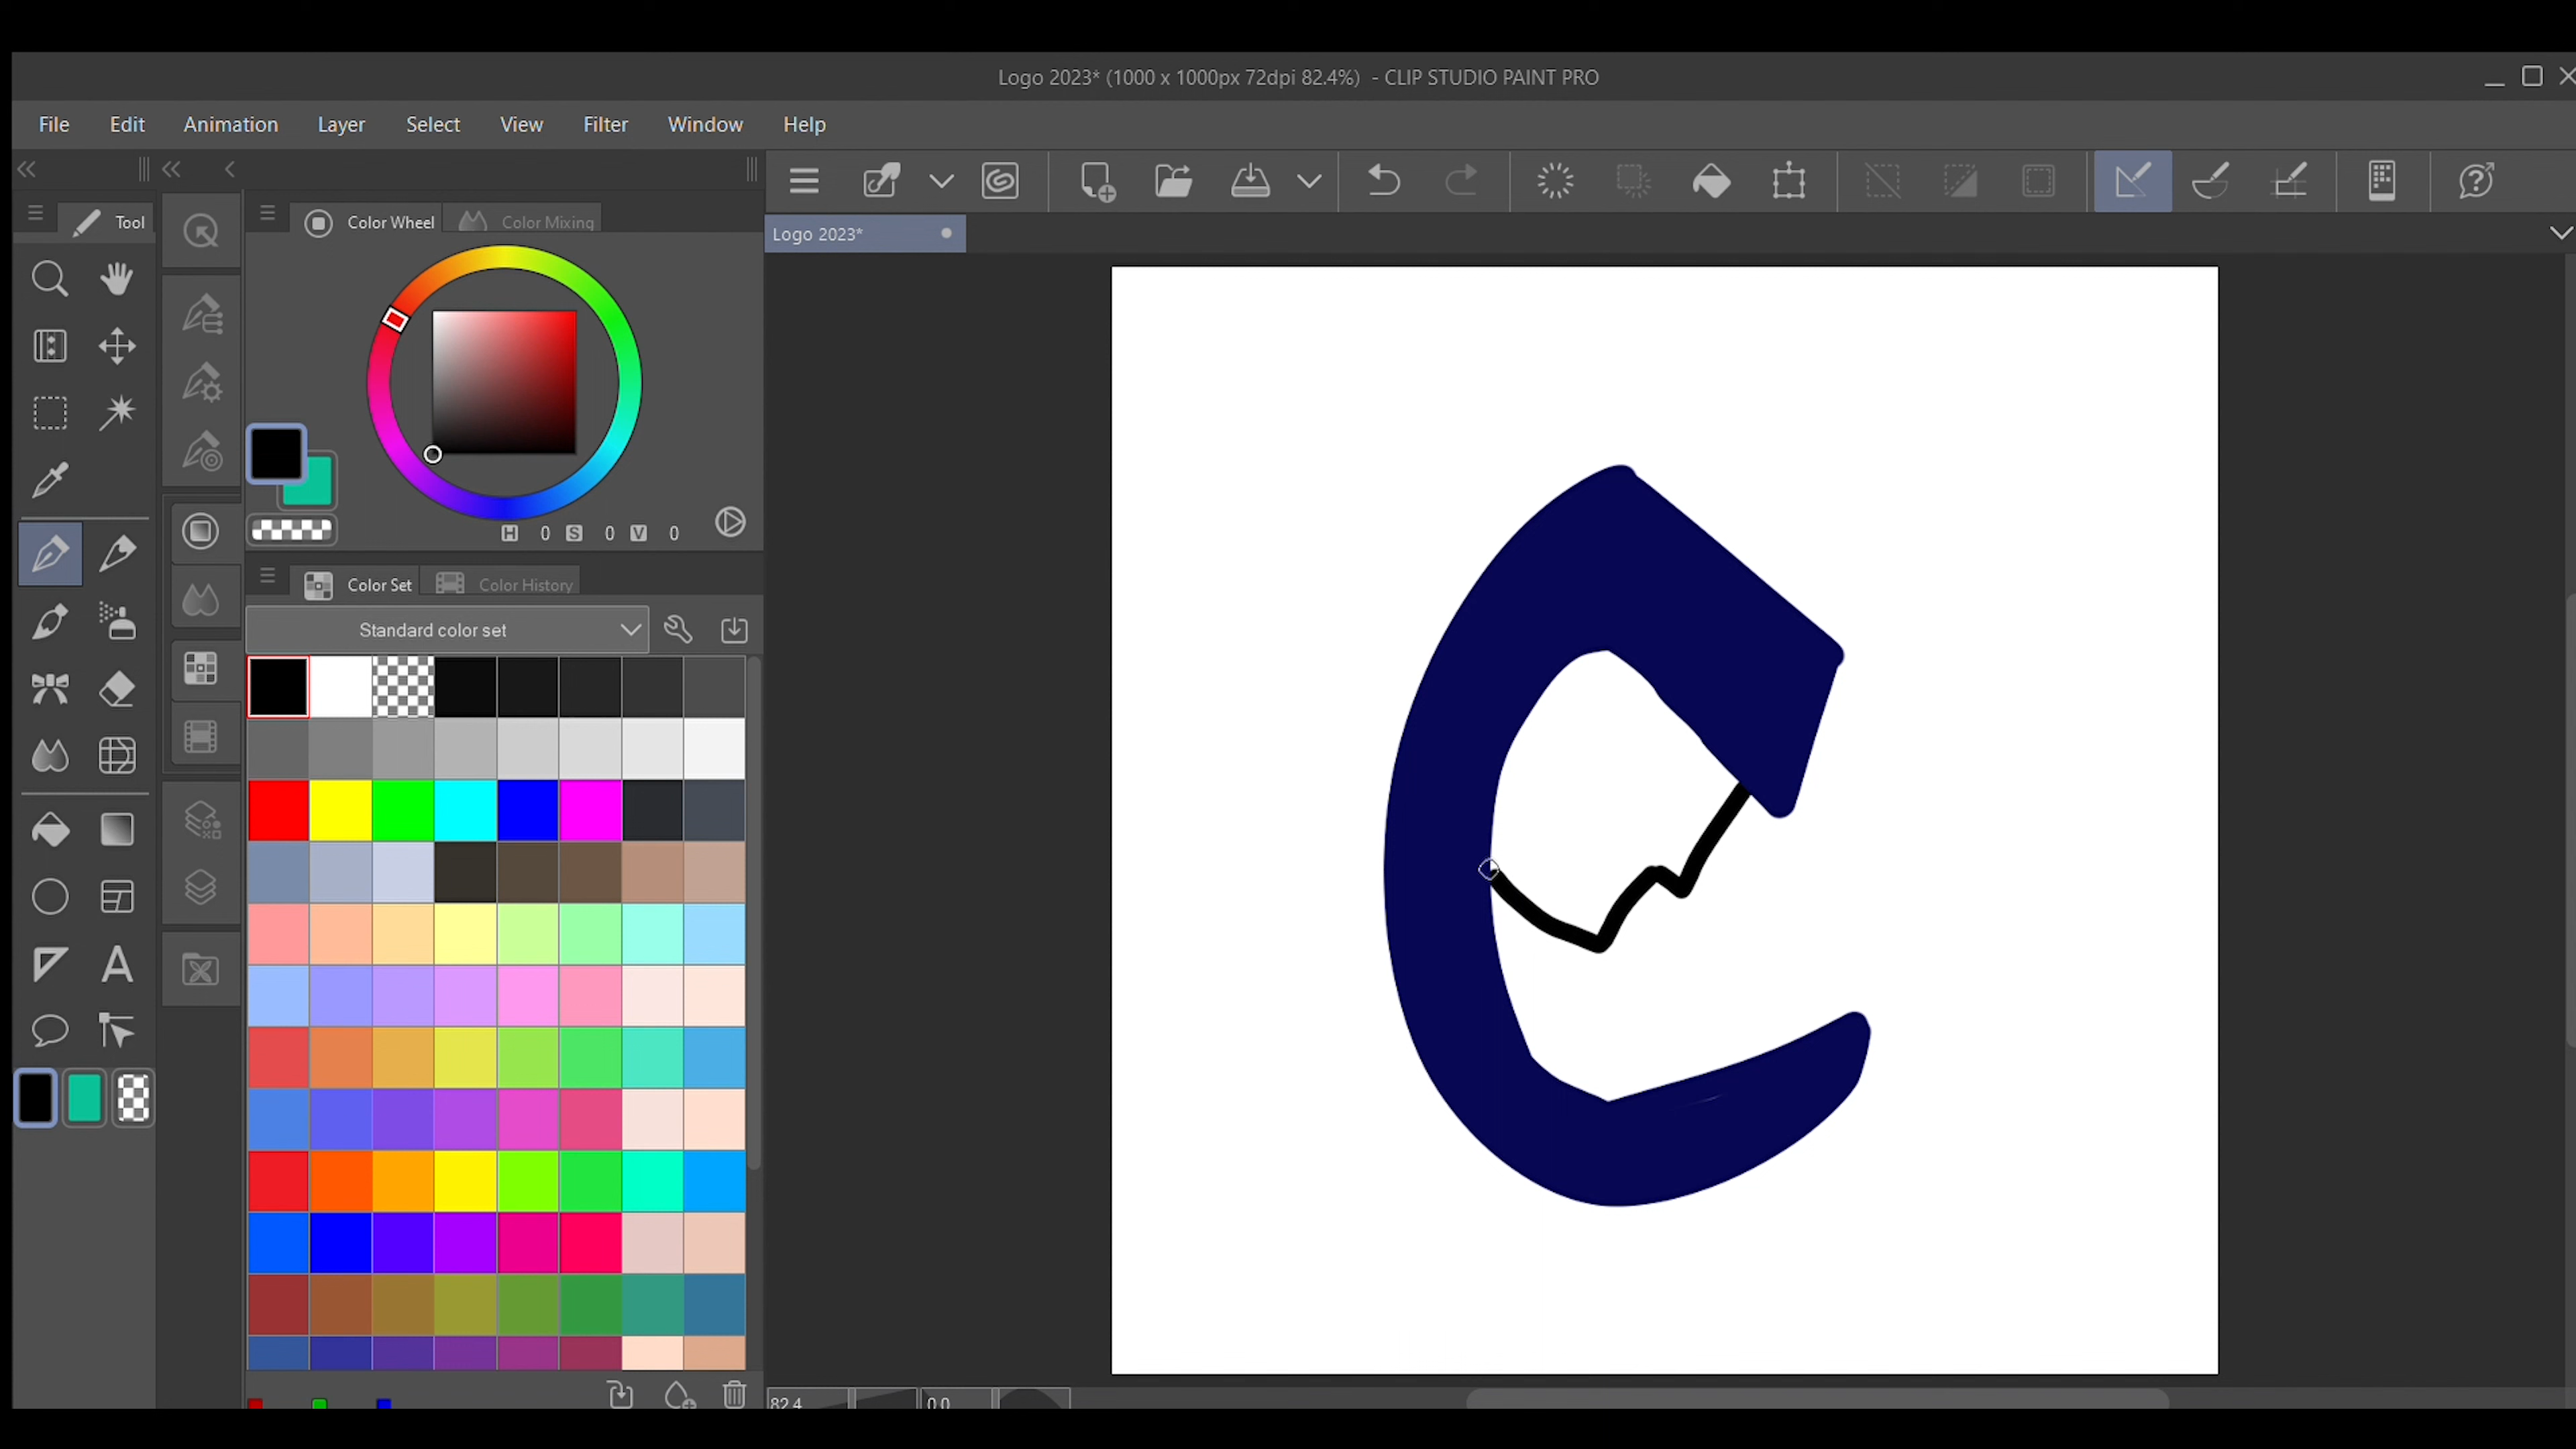 Logo 2023* (1000 x 1000px 72dpi 82.4%) - CLIP STUDIO PAINT PRO
File Edit Animation Layer Select View Filter Window Help
Tool
Color Wheel Color Mixing
Logo 2023*
H 0 S 0 V 0
Color Set Color History
Standard color set
A
C
82.4 0.0